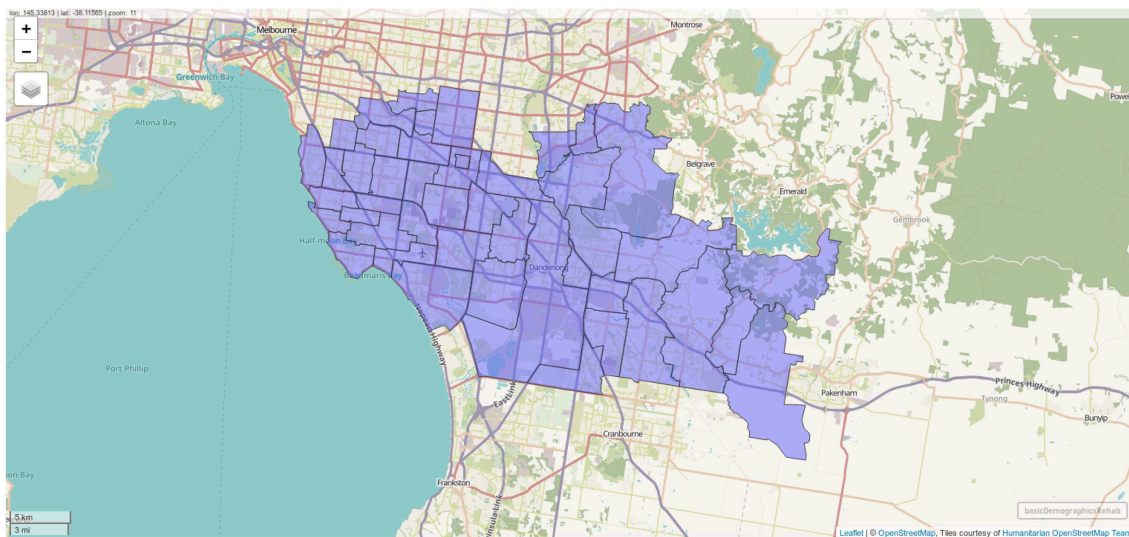 lon: 145.33813 | lat: -38.11565 | zoom: 11
+
−
Melbourne
Montrose
Greenwich Bay
Altona Bay
Belgrave
Emerald
Gembrook
Half-moon Bay
Dandenong
Beaumaris Bay
Nepean Highway
Port Phillip
EastLink
Pakenham
Princes Highway
Tynong
Bunyip
Cranbourne
Frankston
5 km
3 mi
basicDemographicsRehab
Leaflet | © OpenStreetMap, Tiles courtesy of Humanitarian OpenStreetMap Team